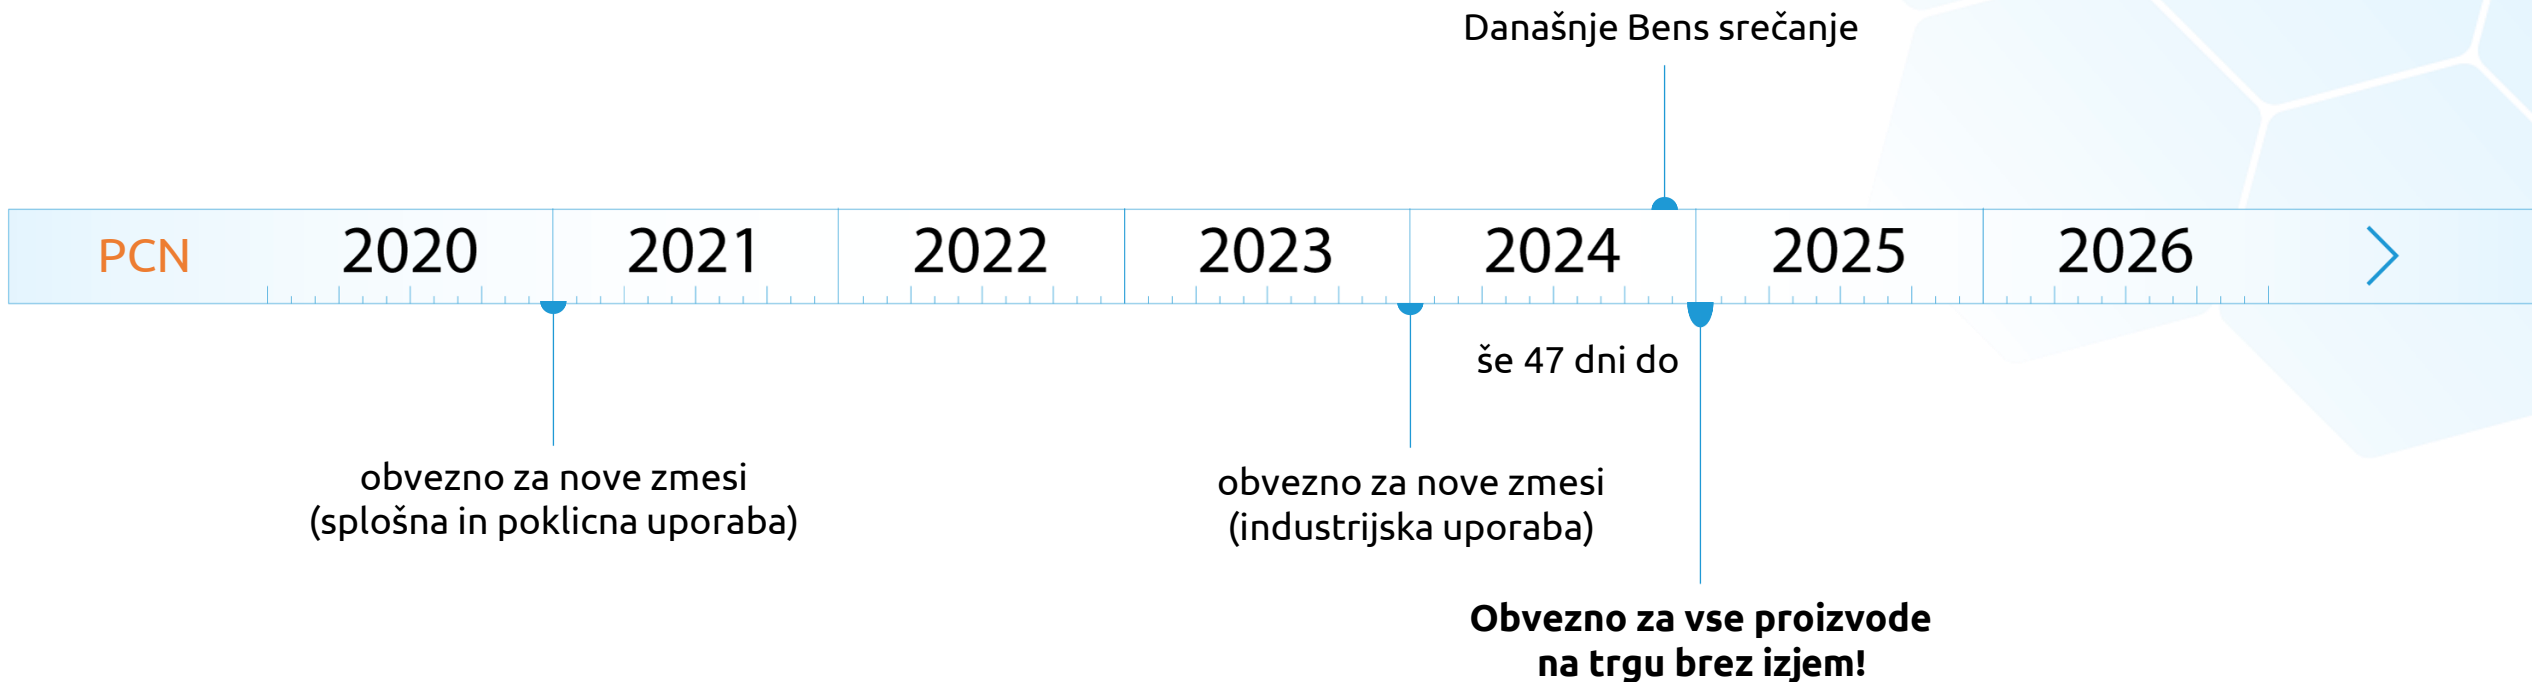 Današnje Bens srečanje
PCN 2020 2021 2022 2023 2024 2025 2026
še 47 dni do
obvezno za nove zmesi
(splošna in poklicna uporaba)
obvezno za nove zmesi
(industrijska uporaba)
Obvezno za vse proizvode
na trgu brez izjem!